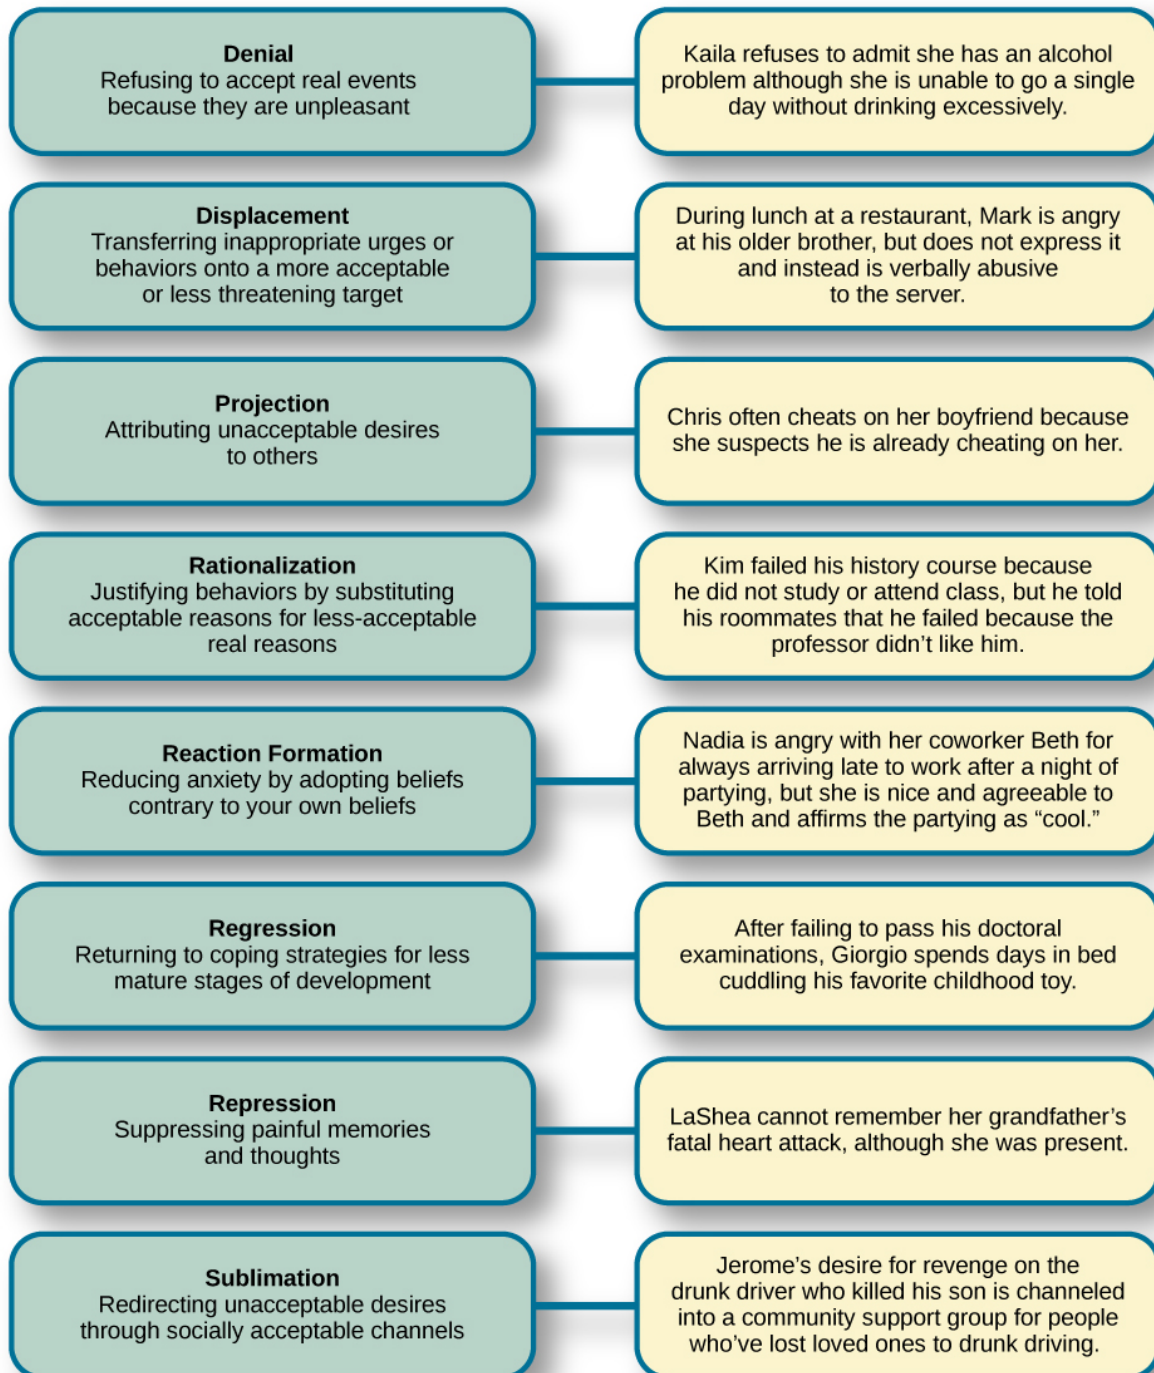 Denial
Refusing to accept real events
because they are unpleasant
Kaila refuses to admit she has an alcohol
problem although she is unable to go a single
day without drinking excessively.
Displacement
Transferring inappropriate urges or
behaviors onto a more acceptable
or less threatening target
During lunch at a restaurant, Mark is angry
at his older brother, but does not express it
and instead is verbally abusive
to the server.
Projection
Attributing unacceptable desires
to others
Chris often cheats on her boyfriend because
she suspects he is already cheating on her.
Rationalization
Justifying behaviors by substituting
acceptable reasons for less-acceptable
real reasons
Kim failed his history course because
he did not study or attend class, but he told
his roommates that he failed because the
professor didn’t like him.
Reaction Formation
Reducing anxiety by adopting beliefs
contrary to your own beliefs
Nadia is angry with her coworker Beth for
always arriving late to work after a night of
partying, but she is nice and agreeable to
Beth and affirms the partying as “cool.”
Regression
Returning to coping strategies for less
mature stages of development
After failing to pass his doctoral
examinations, Giorgio spends days in bed
cuddling his favorite childhood toy.
Repression
Suppressing painful memories
and thoughts
LaShea cannot remember her grandfather’s
fatal heart attack, although she was present.
Sublimation
Redirecting unacceptable desires
through socially acceptable channels
Jerome’s desire for revenge on the
drunk driver who killed his son is channeled
into a community support group for people
who’ve lost loved ones to drunk driving.